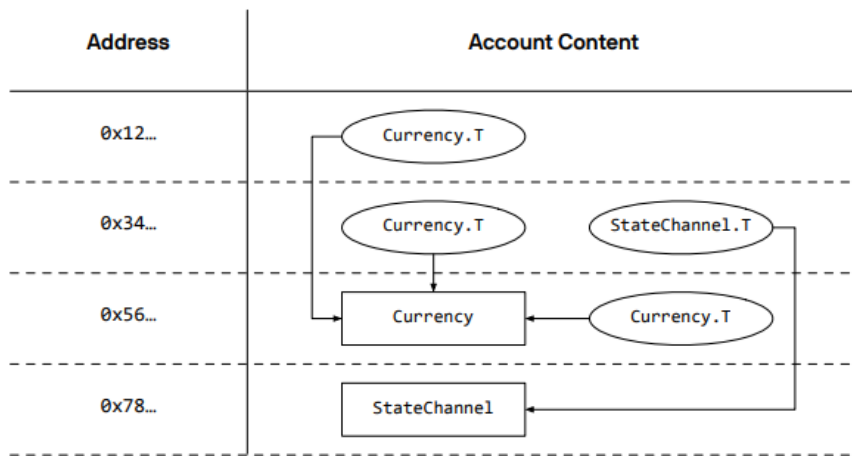 Address Account Content
0x12… Currency.T
0x34… Currency.T StateChannel.T
0x56… Currency Currency.T
0x78… StateChannel